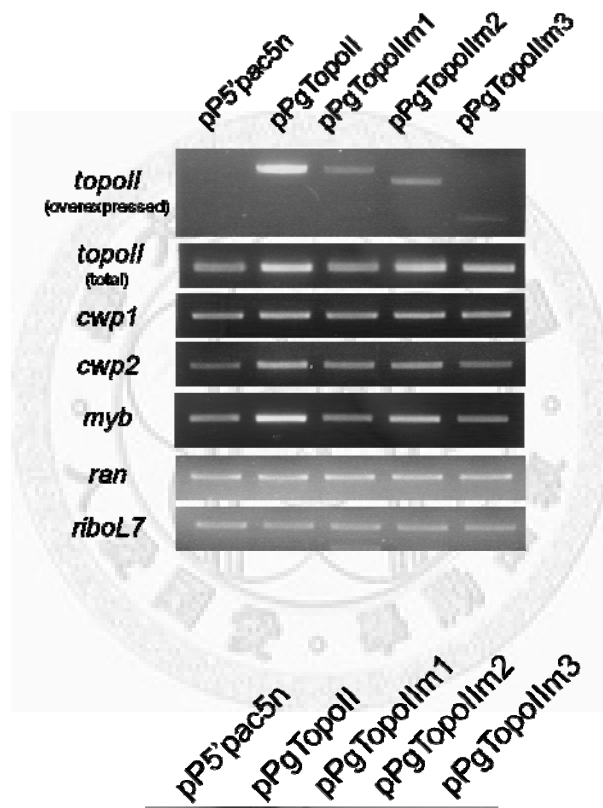 pP5'pac5n pPgTopoII pPgTopoIIm1 pPgTopoIIm2 pPgTopoIIm3
topoII
(overexpressed)
topoII
(total)
cwp1
cwp2
myb
ran
riboL7
pP5'pac5n pPgTopoII pPgTopoIIm1 pPgTopoIIm2 pPgTopoIIm3